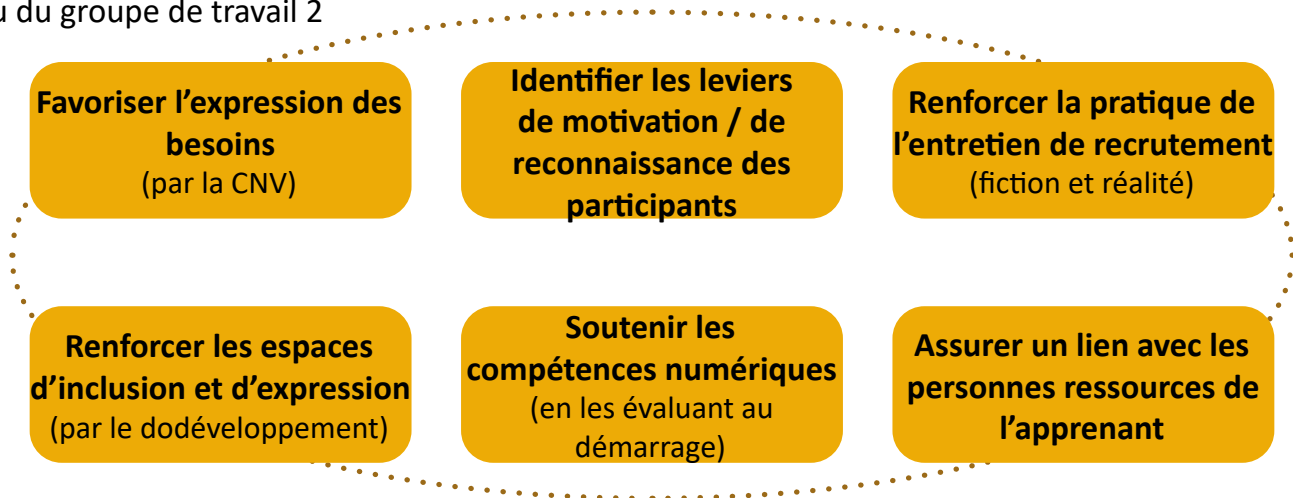 u du groupe de travail 2
Favoriser l’expression des
besoins
(par la CNV)
Identifier les leviers
de motivation / de
reconnaissance des
participants
Renforcer la pratique de
l’entretien de recrutement
(fiction et réalité)
Renforcer les espaces
d’inclusion et d’expression
(par le dodéveloppement)
Soutenir les
compétences numériques
(en les évaluant au
démarrage)
Assurer un lien avec les
personnes ressources de
l’apprenant